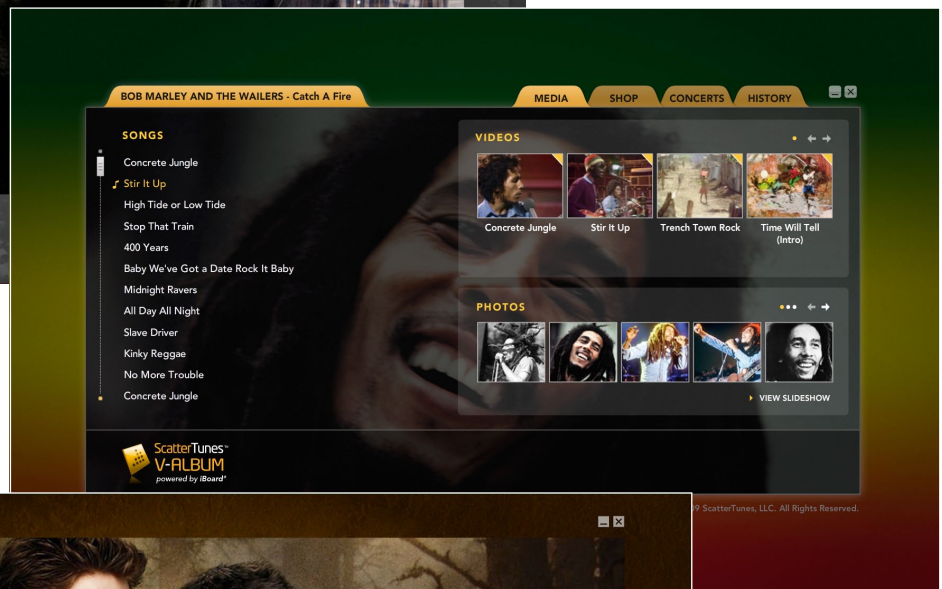 BOB MARLEY AND THE WAILERS - Catch A Fire
MEDIA
SHOP
CONCERTS
HISTORY
SONGS
Concrete Jungle
Stir It Up
High Tide or Low Tide
Stop That Train
400 Years
Baby We've Got a Date Rock It Baby
Midnight Ravers
All Day All Night
Slave Driver
Kinky Reggae
No More Trouble
Concrete Jungle
VIDEOS
Concrete Jungle
Stir It Up
Trench Town Rock
Time Will Tell
(Intro)
PHOTOS
VIEW SLIDESHOW
ScatterTunes™
V-ALBUM
powered by iBoard®
ScatterTunes, LLC. All Rights Reserved.